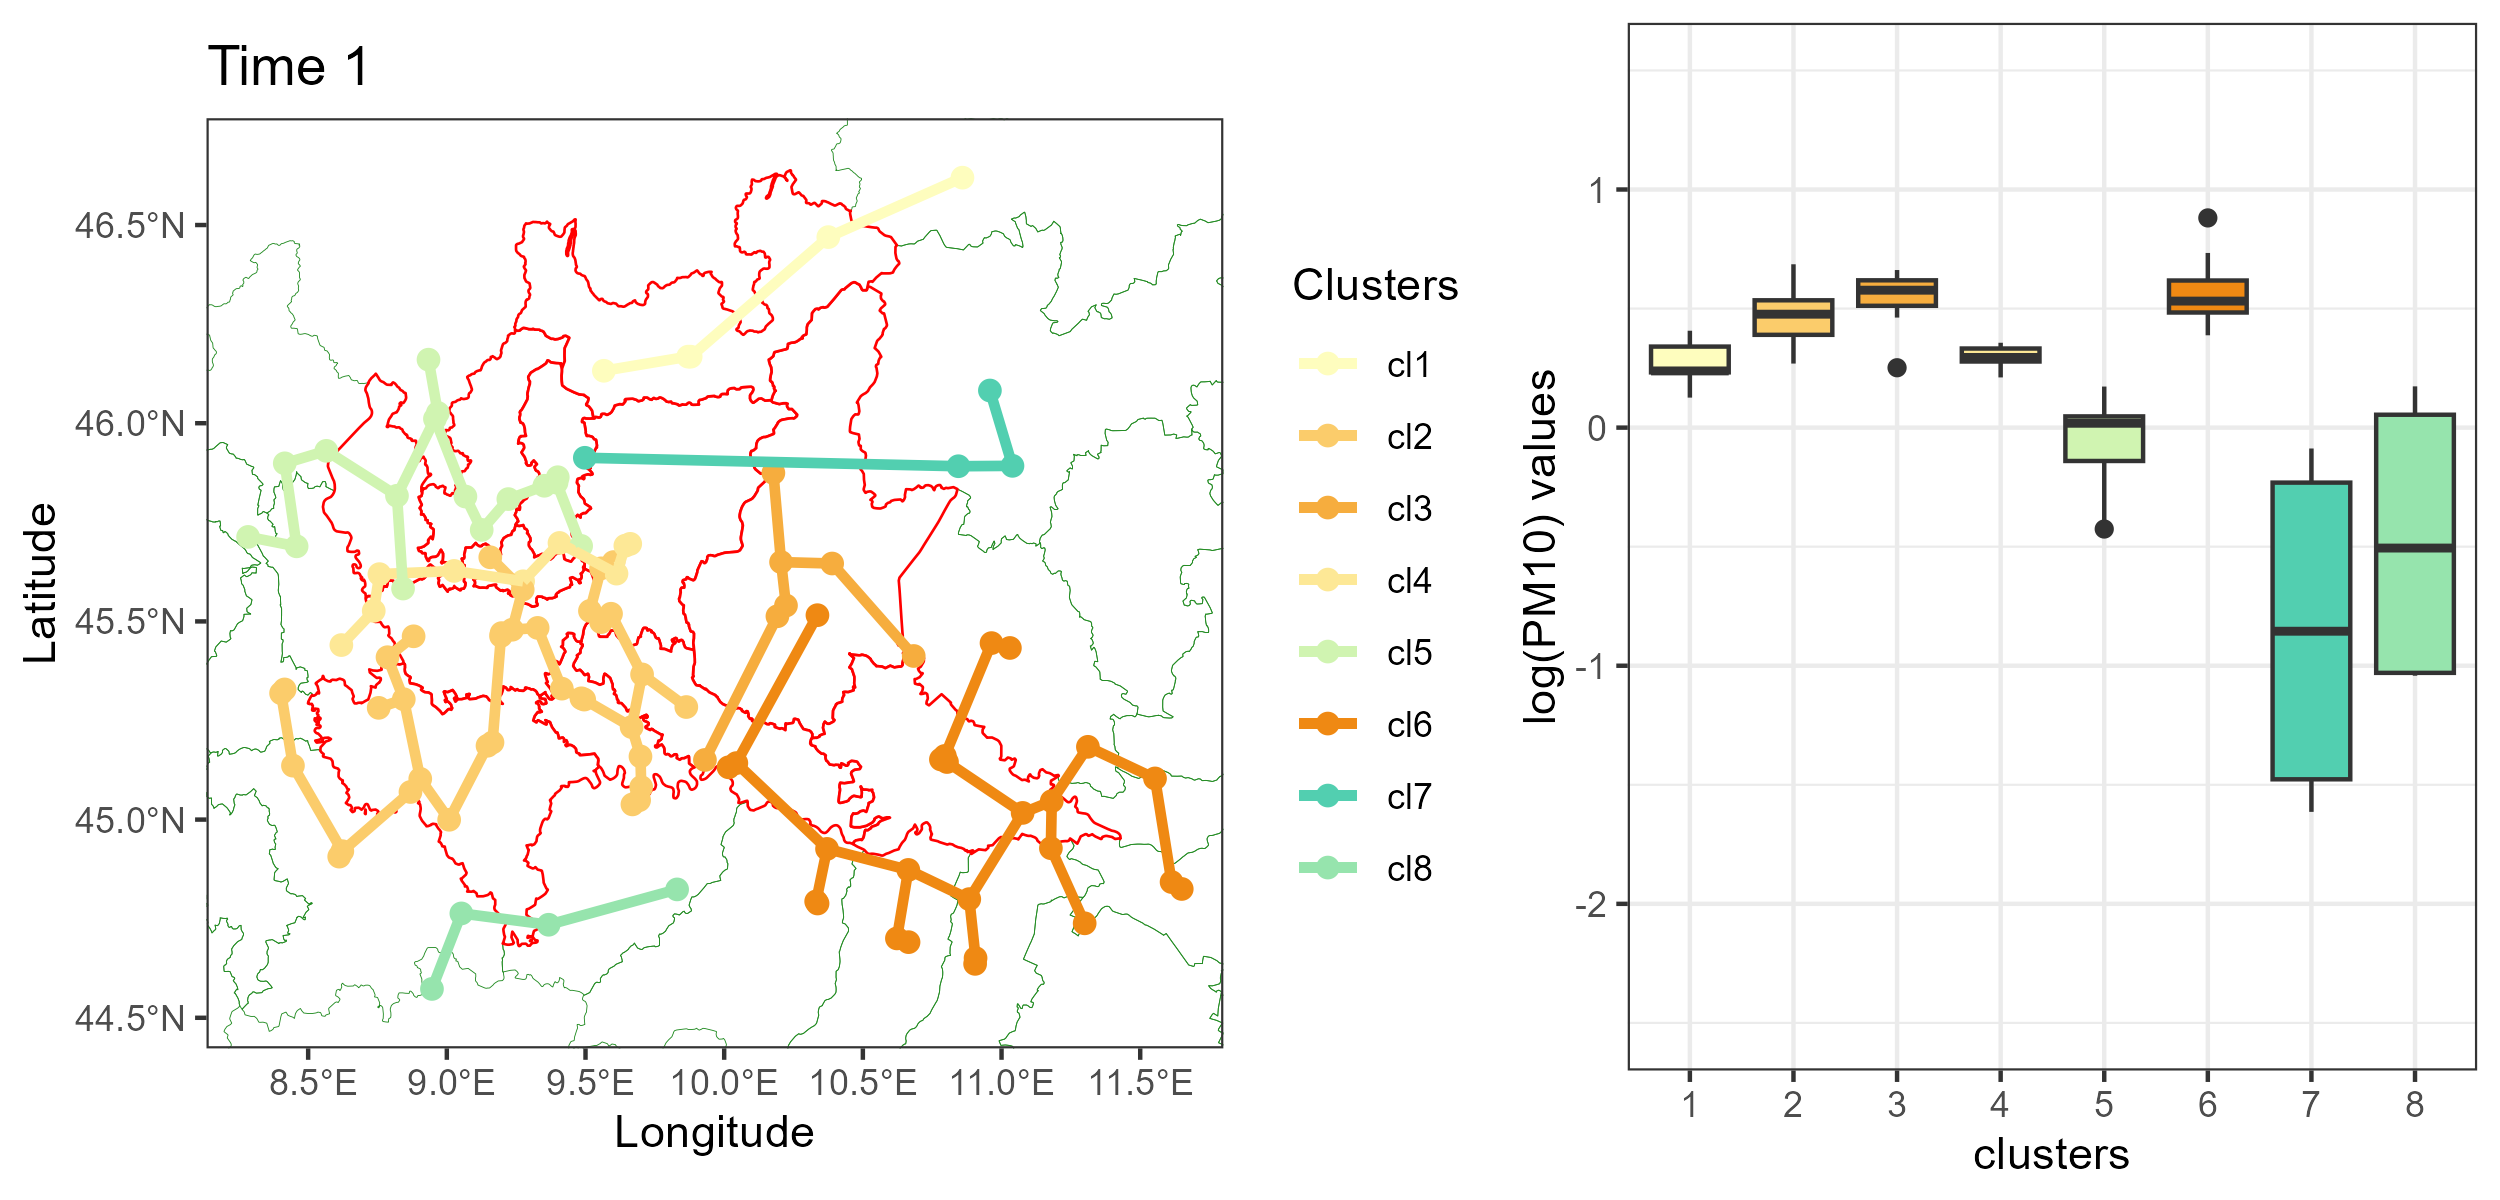 Time 1
46.5°N
46.0°N
45.5°N
45.0°N
44.5°N
Latitude
8.5°E 9.0°E 9.5°E 10.0°E 10.5°E 11.0°E 11.5°E
Longitude
Clusters
cl1
cl2
cl3
cl4
cl5
cl6
cl7
cl8
1
0
-1
-2
log(PM10) values
1 2 3 4 5 6 7 8
clusters